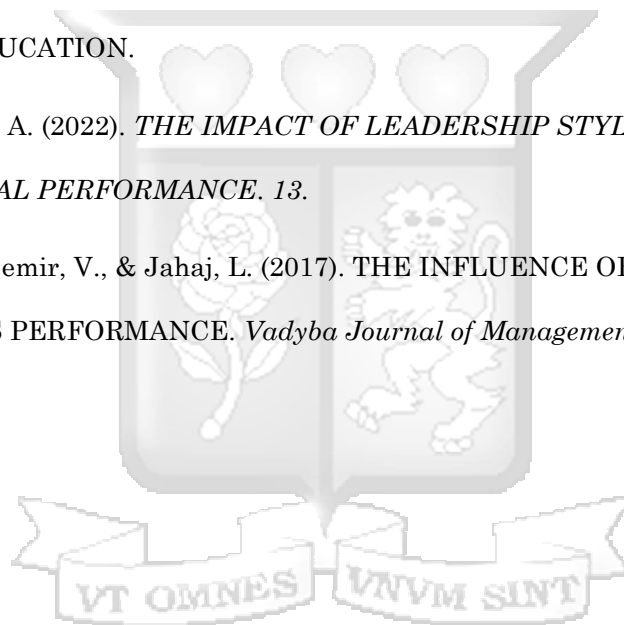 UCATION.
A. (2022). THE IMPACT OF LEADERSHIP STYL
AL PERFORMANCE. 13.
emir, V., & Jahaj, L. (2017). THE INFLUENCE OF
PERFORMANCE. Vadyba Journal of Managemen
VT OMNES VNVM SINT